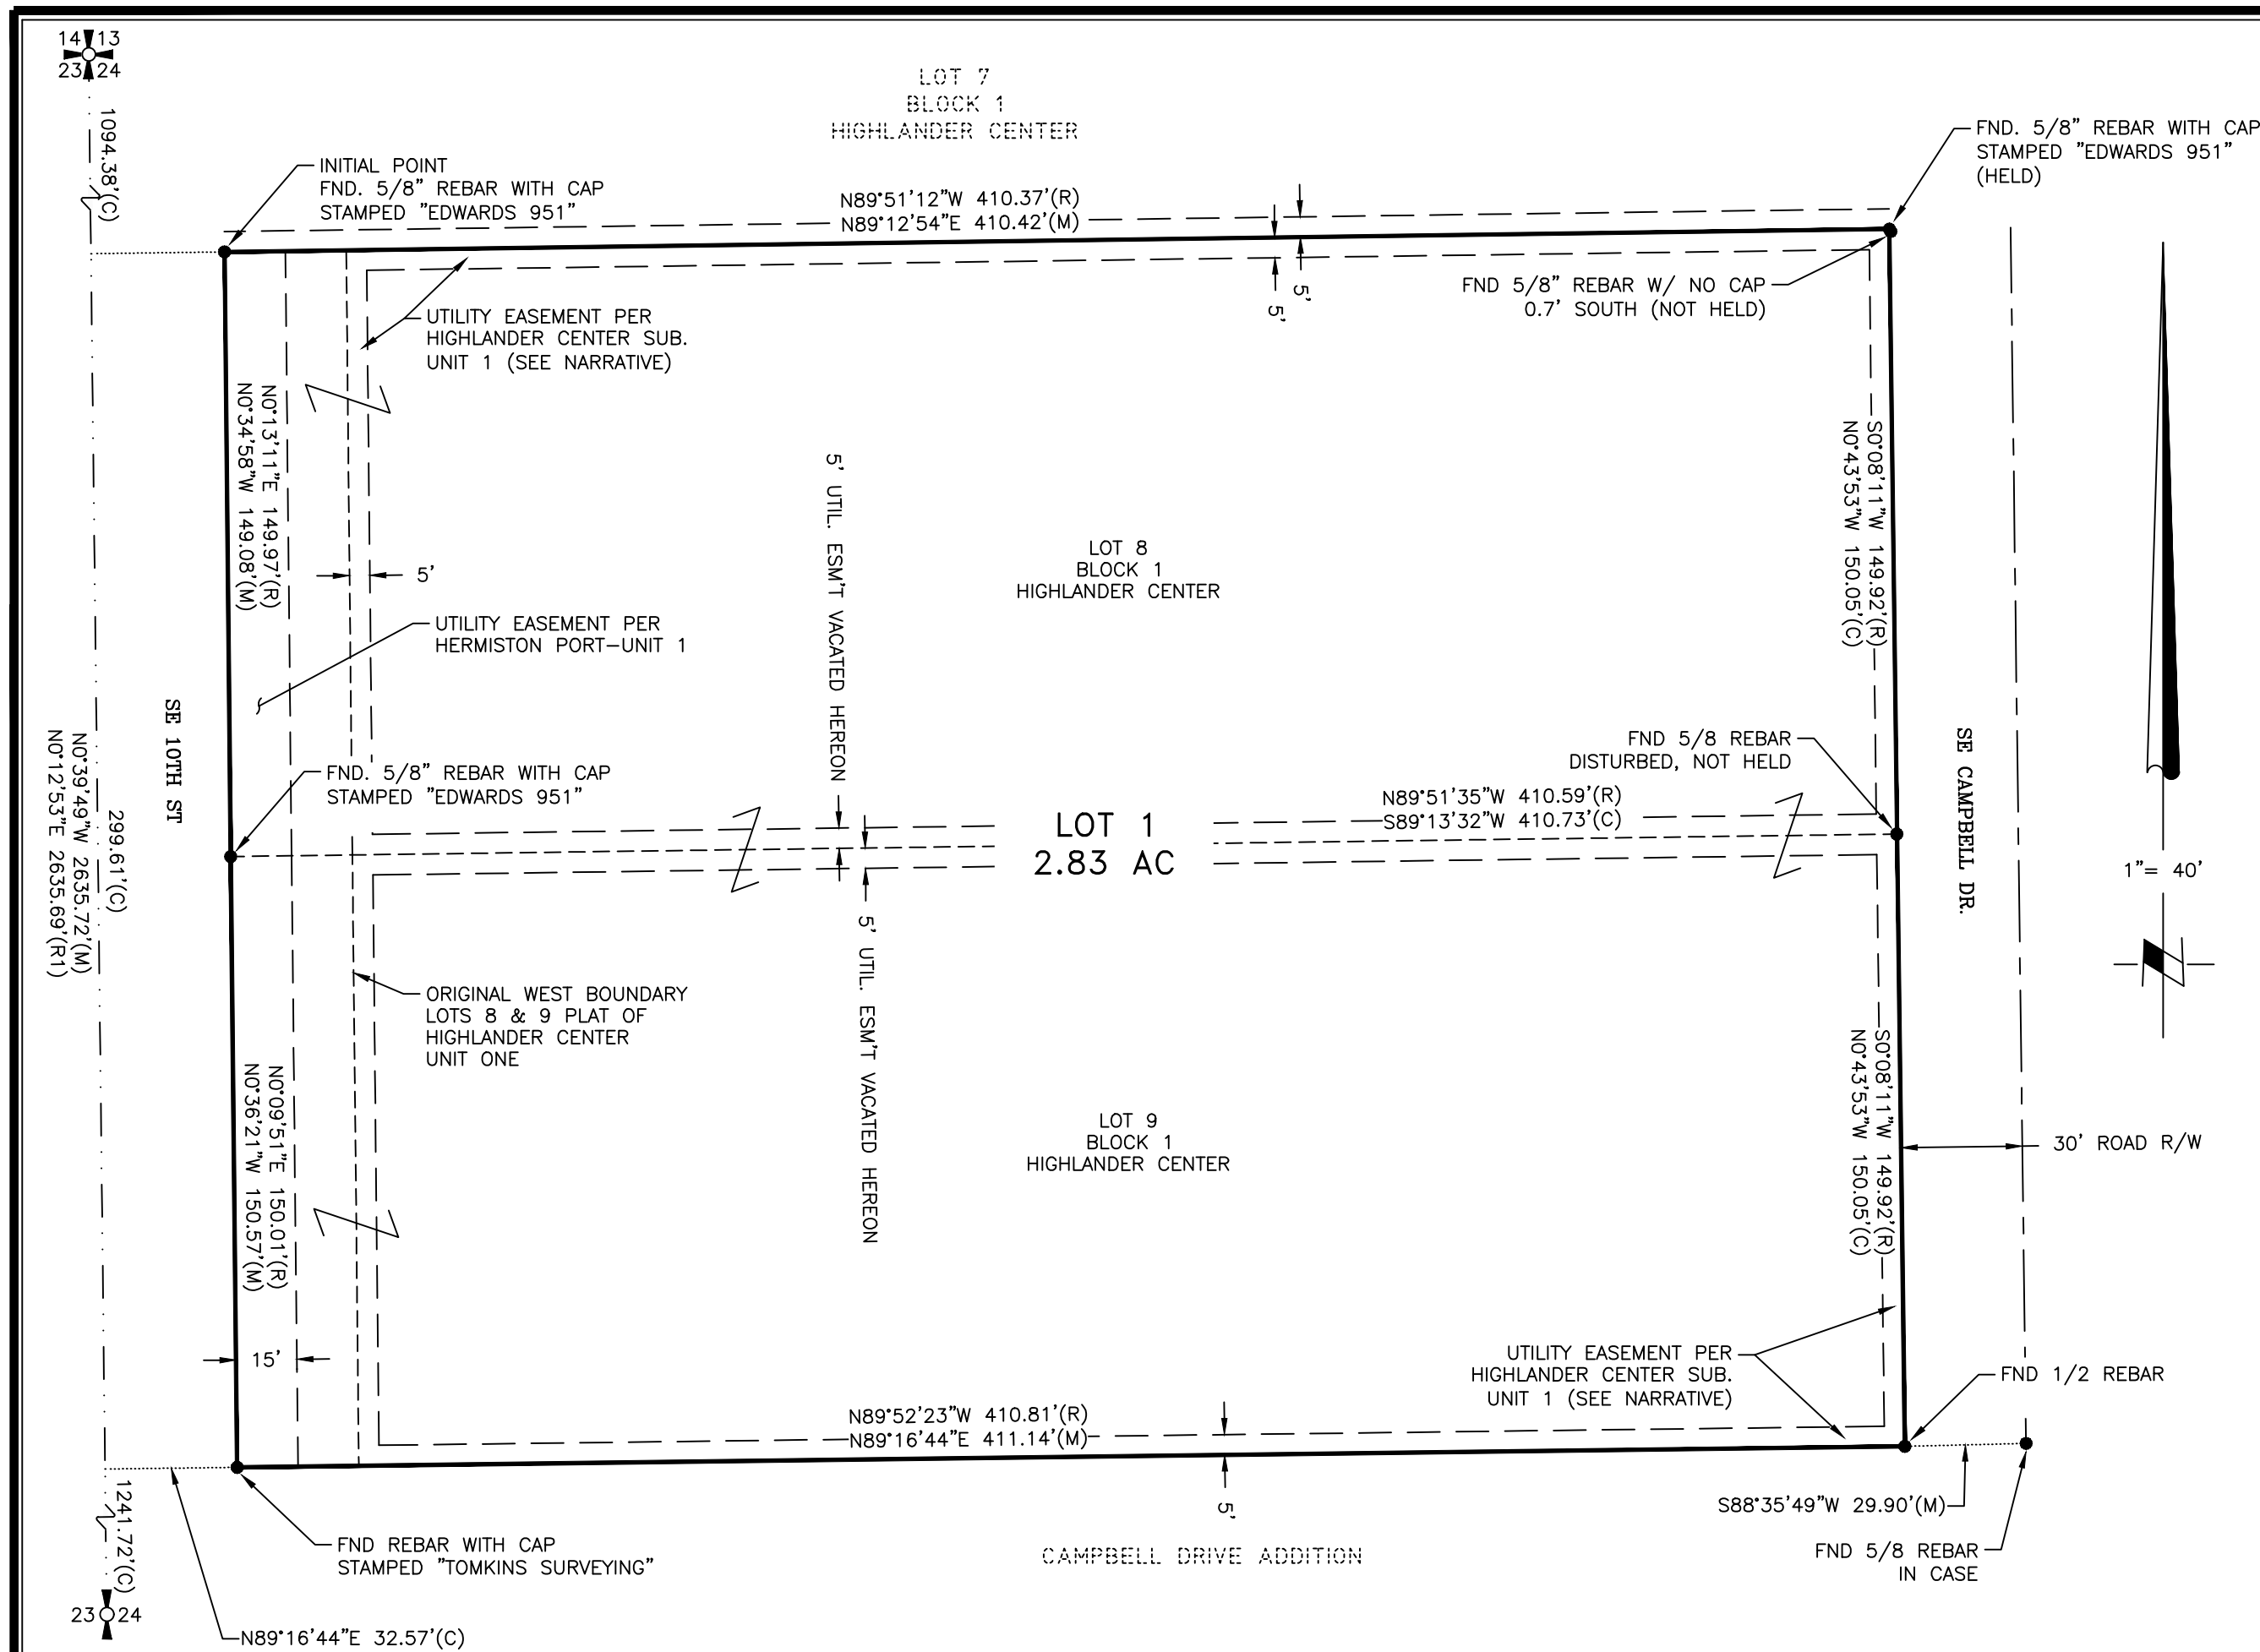 14 13
23 24
1094.38'(C)
LOT 7
BLOCK 1
HIGHLANDER CENTER
INITIAL POINT
FND. 5/8" REBAR WITH CAP
STAMPED "EDWARDS 951"
N89°51'12"W 410.37'(R)
N89°12'54"E 410.42'(M)
FND. 5/8" REBAR WITH CAP
STAMPED "EDWARDS 951"
(HELD)
5'
5'
FND 5/8" REBAR W/ NO CAP
0.7' SOUTH (NOT HELD)
UTILITY EASEMENT PER
HIGHLANDER CENTER SUB.
UNIT 1 (SEE NARRATIVE)
N0°13'11"E 149.97'(R)
N0°34'58"W 149.08'(M)
5'
5' UTIL. ESM'T VACATED HEREON
LOT 8
BLOCK 1
HIGHLANDER CENTER
S0°08'11"W 149.92'(R)
N0°43'53"W 150.05'(C)
UTILITY EASEMENT PER
HERMISTON PORT-UNIT 1
SE 10TH ST
299.61'(C)
N0°39'49"W 2635.72'(M)
N0°12'53"E 2635.69'(R1)
FND. 5/8" REBAR WITH CAP
STAMPED "EDWARDS 951"
FND 5/8 REBAR
DISTURBED, NOT HELD
N89°51'35"W 410.59'(R)
S89°13'32"W 410.73'(C)
LOT 1
2.83 AC
SE CAMPBELL DR.
1"= 40'
5' UTIL. ESM'T VACATED HEREON
ORIGINAL WEST BOUNDARY
LOTS 8 & 9 PLAT OF
HIGHLANDER CENTER
UNIT ONE
N0°09'51"E 150.01'(R)
N0°36'21"W 150.57'(M)
LOT 9
BLOCK 1
HIGHLANDER CENTER
S0°08'11"W 149.92'(R)
N0°43'53"W 150.05'(C)
30' ROAD R/W
15'
UTILITY EASEMENT PER
HIGHLANDER CENTER SUB.
UNIT 1 (SEE NARRATIVE)
FND 1/2 REBAR
N89°52'23"W 410.81'(R)
N89°16'44"E 411.14'(M)
5'
S88°35'49"W 29.90'(M)
FND 5/8 REBAR
IN CASE
1241.72'(C)
FND REBAR WITH CAP
STAMPED "TOMKINS SURVEYING"
CAMPBELL DRIVE ADDITION
23 24
N89°16'44"E 32.57'(C)